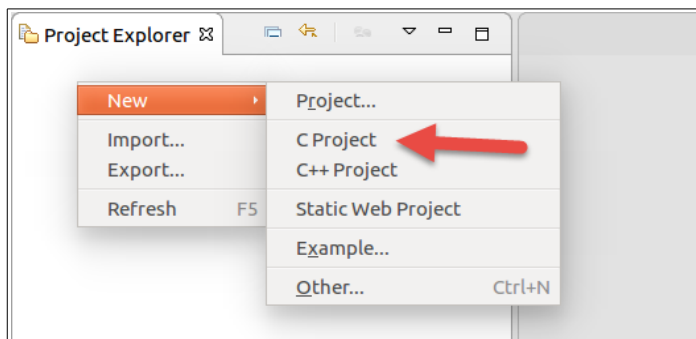 Project Explorer
New
Project...
Import...
C Project
Export...
C++ Project
Refresh F5
Static Web Project
Example...
Other... Ctrl+N